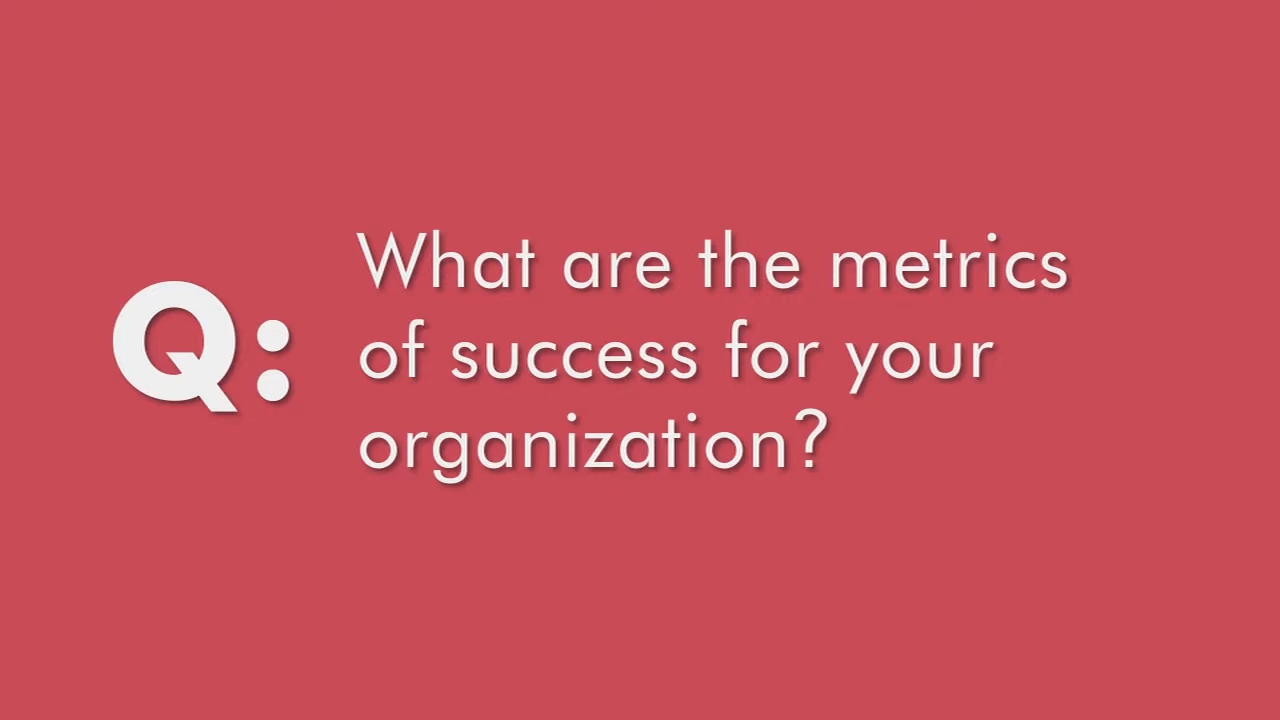 Q:
What are the metrics
of success for your
organization?